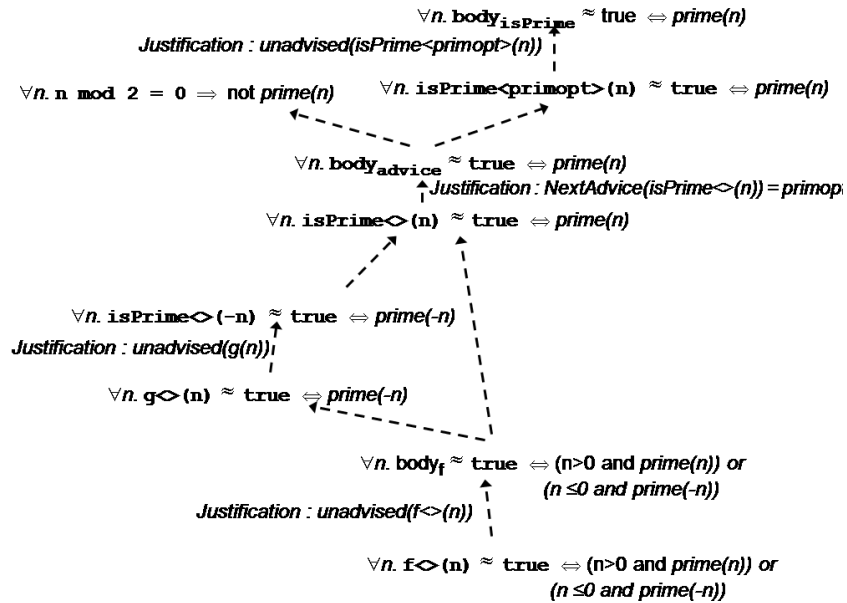 ∀n. body_isPrime ≈ true ⇔ prime(n)
Justification : unadvised(isPrime<primopt>(n))
∀n. n mod 2 = 0 ⇒ not prime(n)
∀n. isPrime<primopt>(n) ≈ true ⇔ prime(n)
∀n. body_advice ≈ true ⇔ prime(n)
Justification : NextAdvice(isPrime<>(n)) = primopt
∀n. isPrime<>(n) ≈ true ⇔ prime(n)
∀n. isPrime<>(-n) ≈ true ⇔ prime(-n)
Justification : unadvised(g(n))
∀n. g<>(n) ≈ true ⇔ prime(-n)
∀n. body_f ≈ true ⇔ (n>0 and prime(n)) or
(n ≤0 and prime(-n))
Justification : unadvised(f<>(n))
∀n. f<>(n) ≈ true ⇔ (n>0 and prime(n)) or
(n ≤0 and prime(-n))